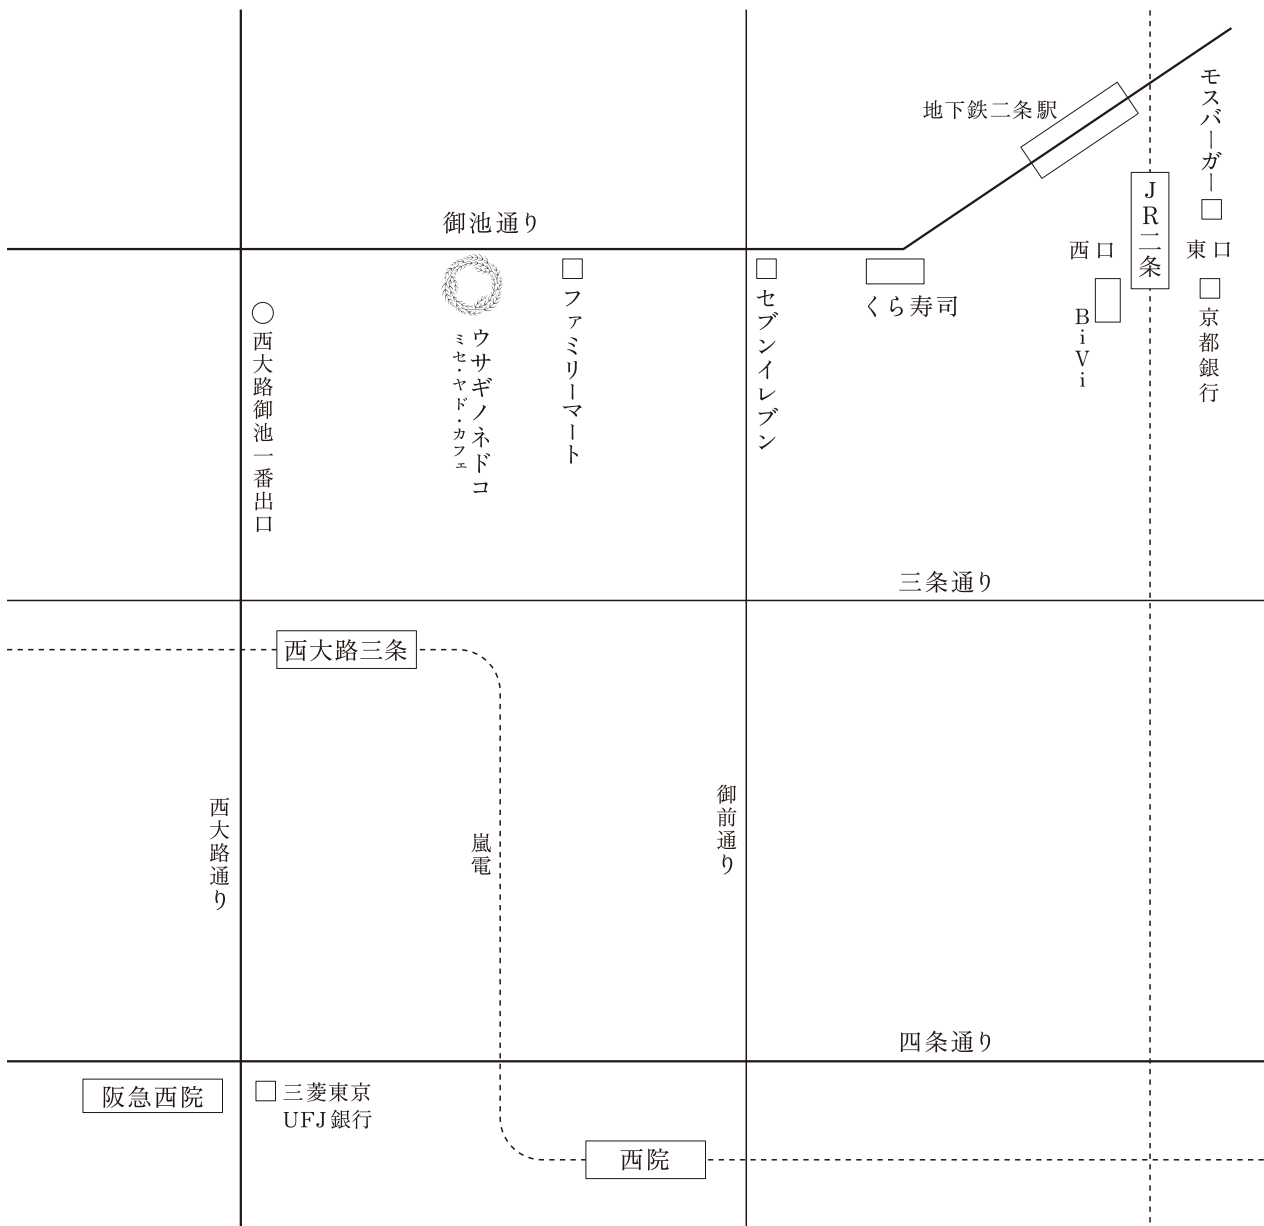 地下鉄二条駅
モスバーガー
JR二条
御池通り
西口
東口
くら寿司
BiVi
京都銀行
セブンイレブン
ファミリーマート
ウサギノネドコ
ミセ・ヤド・カフェ
西大路御池一番出口
三条通り
西大路三条
西大路通り
嵐電
御前通り
四条通り
阪急西院
三菱東京
UFJ銀行
西院